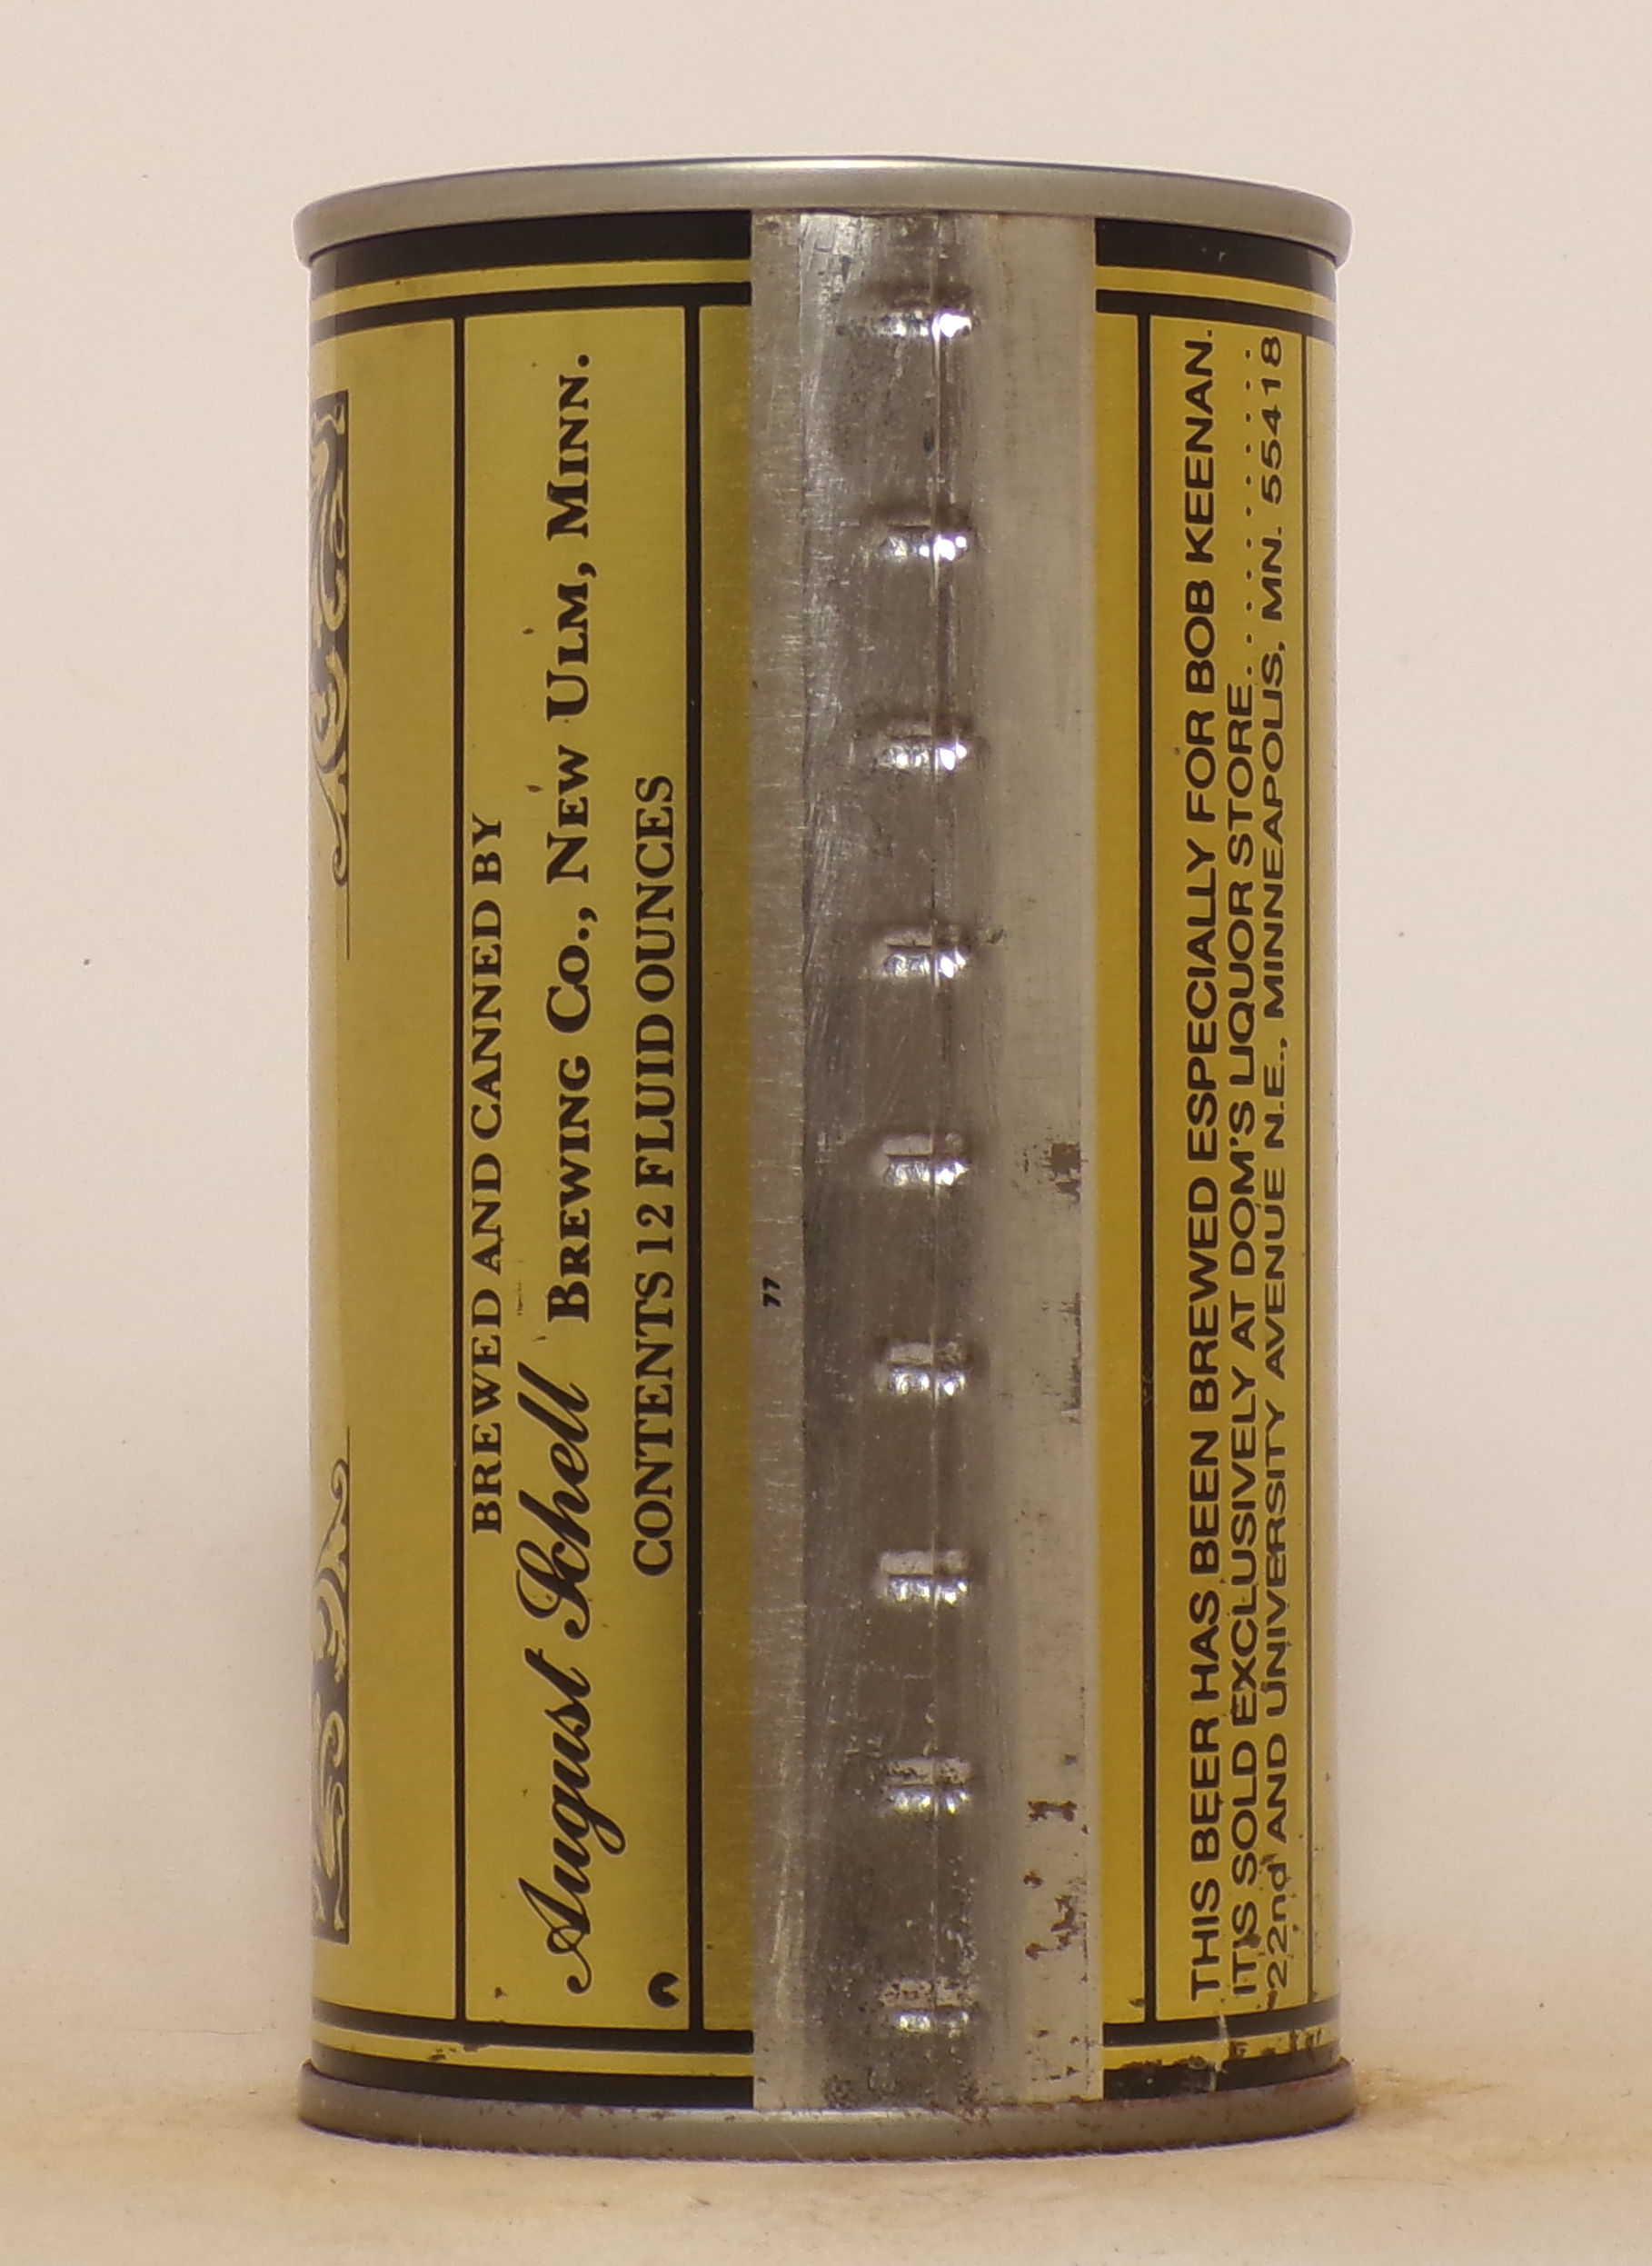 BREWED AND CANNED BY
August Schell BREWING CO., NEW ULM, MINN.
CONTENTS 12 FLUID OUNCES
77
THIS BEER HAS BEEN BREWED ESPECIALLY FOR BOB KEENAN.
IT'S SOLD EXCLUSIVELY AT DOM'S LIQUOR STORE. . . . . . . . . . .
22nd AND UNIVERSITY AVENUE N.E., MINNEAPOLIS, MN. 55418